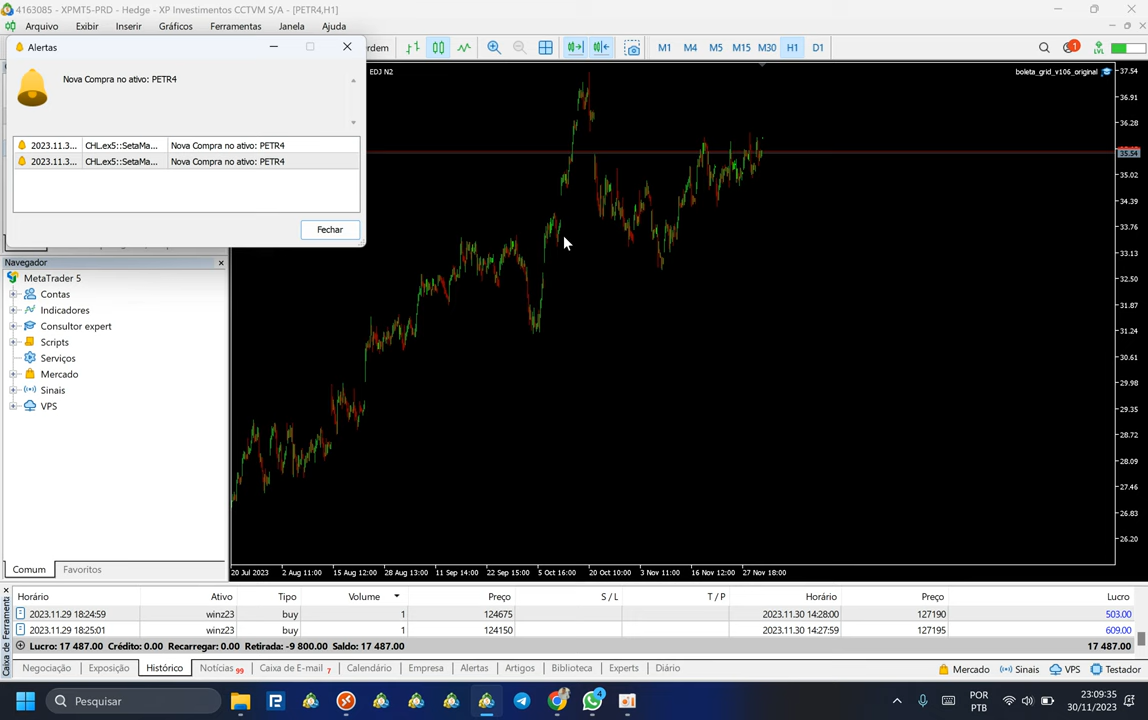 4163085 - XPMT5-PRD - Hedge - XP Investimentos CCTVM S/A - [PETR4,H1]
Arquivo Exibir Inserir Gráficos Ferramentas Janela Ajuda
Alertas
Nova Compra no ativo: PETR4
2023.11.3... CHL.ex5::SetaMa... Nova Compra no ativo: PETR4
2023.11.3... CHL.ex5::SetaMa... Nova Compra no ativo: PETR4
Fechar
M1 M4 M5 M15 M30 H1 D1
1
LVL
EDJ N2
boleta_grid_v106_original
37.54
36.91
36.28
35.54
35.02
34.39
33.76
33.13
32.50
31.87
31.24
30.61
29.98
29.35
28.72
28.09
27.46
26.83
26.20
20 Jul 2023 2 Aug 11:00 15 Aug 12:00 28 Aug 13:00 11 Sep 14:00 22 Sep 15:00 5 Oct 16:00 20 Oct 10:00 3 Nov 11:00 16 Nov 12:00 27 Nov 18:00
Navegador
MetaTrader 5
Contas
Indicadores
Consultor expert
Scripts
Serviços
Mercado
Sinais
VPS
Comum Favoritos
Horário Ativo Tipo Volume Preço S / L T / P Horário Preço Lucro
2023.11.29 18:24:59 winz23 buy 1 124675 2023.11.30 14:28:00 127190 503.00
2023.11.29 18:25:01 winz23 buy 1 124150 2023.11.30 14:27:59 127195 609.00
Lucro: 17 487.00 Crédito: 0.00 Recarregar: 0.00 Retirada: -9 800.00 Saldo: 17 487.00 17 487.00
Negociação Exposição Histórico Notícias 99 Caixa de E-mail 7 Calendário Empresa Alertas Artigos Biblioteca Experts Diário
Mercado Sinais VPS Testador
Pesquisar
4
POR
PTB
23:09:35
30/11/2023